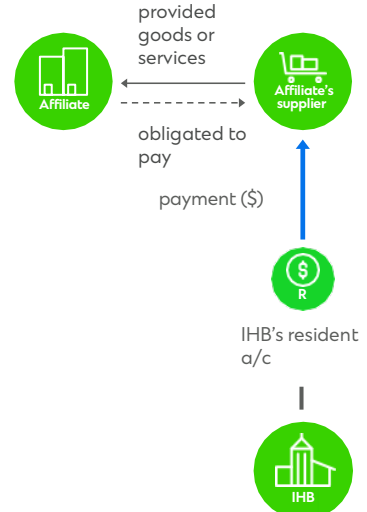 provided
goods or
services
Affiliate
Affiliate's
supplier
obligated to
pay
payment ($)
$
R
IHB's resident
a/c
IHB